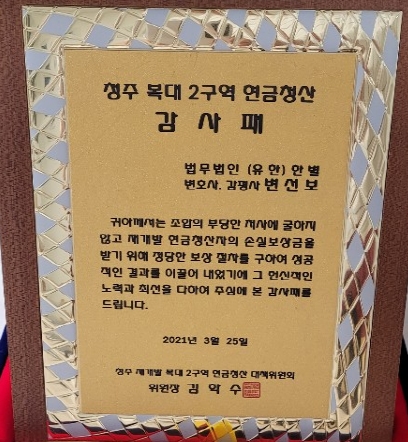 청주 복대 2구역 현금청산
감 사 패
법무법인 (유한) 한별
변호사, 감평사 변선보
귀하께서는 조합의 부당한 처사에 굴하지
않고 재개발 현금청산자의 손실보상금을
받기 위해 정당한 보상 절차를 구하여 성공
적인 결과를 이끌어 내었기에 그 헌신적인
노력과 최선을 다하여 주심에 본 감사패를
드립니다.
2021년 3월 25일
청주 재개발 복대 2구역 현금청산 대책위원회
위원장 김 학 수